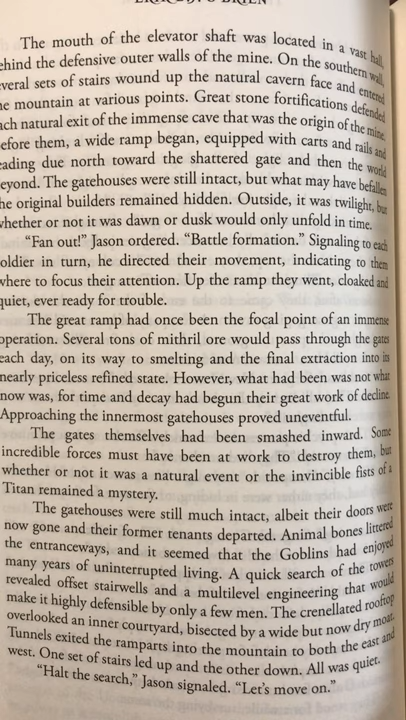 The mouth of the elevator shaft was located in a vast hall,
ehind the defensive outer walls of the mine. On the southern wall,
veral sets of stairs wound up the natural cavern face and entered
he mountain at various points. Great stone fortifications defended
ach natural exit of the immense cave that was the origin of the mine.
efore them, a wide ramp began, equipped with carts and rails and
eading due north toward the shattered gate and then the world
eyond. The gatehouses were still intact, but what may have befallen
he original builders remained hidden. Outside, it was twilight, but
whether or not it was dawn or dusk would only unfold in time.
“Fan out!” Jason ordered. “Battle formation.” Signaling to each
oldier in turn, he directed their movement, indicating to them
where to focus their attention. Up the ramp they went, cloaked and
quiet, ever ready for trouble.
The great ramp had once been the focal point of an immense
operation. Several tons of mithril ore would pass through the gates
each day, on its way to smelting and the final extraction into its
nearly priceless refined state. However, what had been was not what
now was, for time and decay had begun their great work of decline.
Approaching the innermost gatehouses proved uneventful.
The gates themselves had been smashed inward. Some
incredible forces must have been at work to destroy them, but
whether or not it was a natural event or the invincible fists of a
Titan remained a mystery.
The gatehouses were still much intact, albeit their doors were
now gone and their former tenants departed. Animal bones littered
the entranceways, and it seemed that the Goblins had enjoyed
many years of uninterrupted living. A quick search of the towers
revealed offset stairwells and a multilevel engineering that would
make it highly defensible by only a few men. The crenellated rooftop
overlooked an inner courtyard, bisected by a wide but now dry moat.
Tunnels exited the ramparts into the mountain to both the east and
west. One set of stairs led up and the other down. All was quiet.
“Halt the search,” Jason signaled. “Let’s move on.”